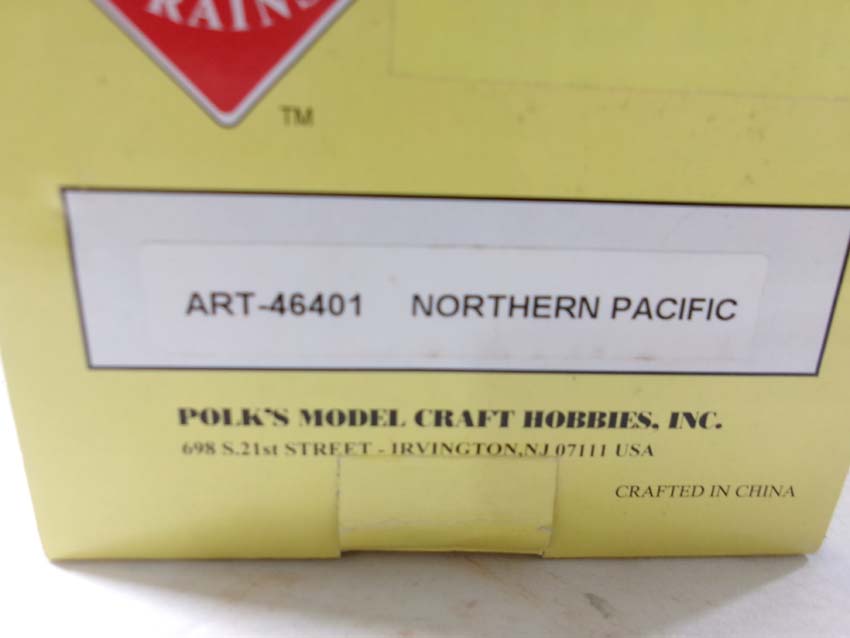 RAINS
TM
ART-46401 NORTHERN PACIFIC
POLK'S MODEL CRAFT HOBBIES, INC.
698 S.21st STREET - IRVINGTON,NJ 07111 USA
CRAFTED IN CHINA